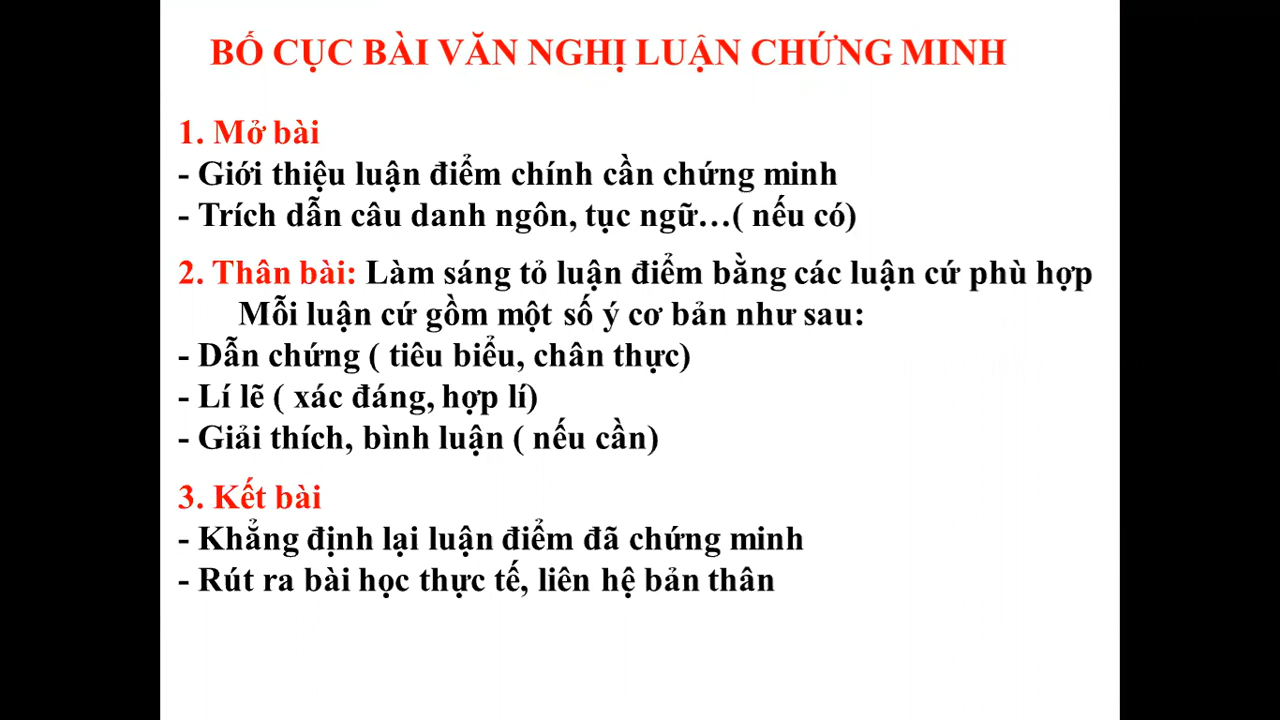 BỐ CỤC BÀI VĂN NGHỊ LUẬN CHỨNG MINH
1. Mở bài
- Giới thiệu luận điểm chính cần chứng minh
- Trích dẫn câu danh ngôn, tục ngữ...( nếu có)
2. Thân bài: Làm sáng tỏ luận điểm bằng các luận cứ phù hợp
Mỗi luận cứ gồm một số ý cơ bản như sau:
- Dẫn chứng ( tiêu biểu, chân thực)
- Lí lẽ ( xác đáng, hợp lí)
- Giải thích, bình luận ( nếu cần)
3. Kết bài
- Khẳng định lại luận điểm đã chứng minh
- Rút ra bài học thực tế, liên hệ bản thân